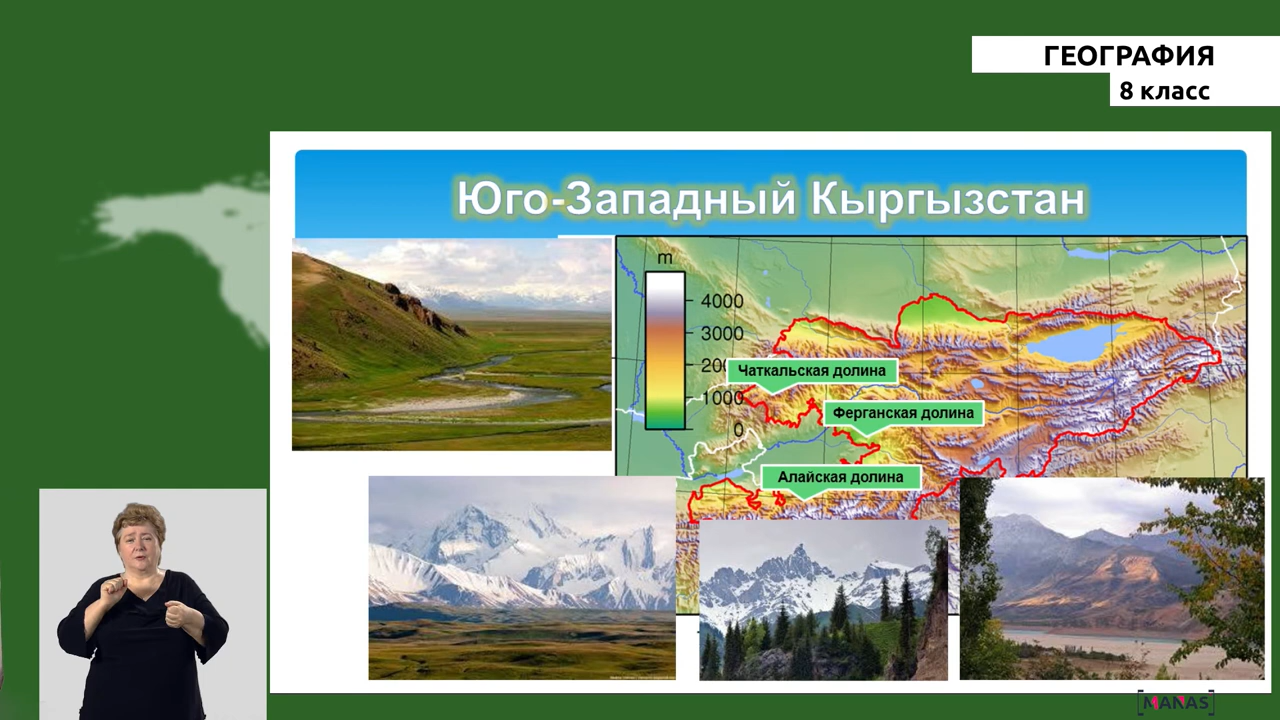 ГЕОГРАФИЯ
8 класс
Юго-Западный Кыргызстан
m
4000
3000
Чаткальская долина
1000
Ферганская долина
0
Алайская долина
MANAS